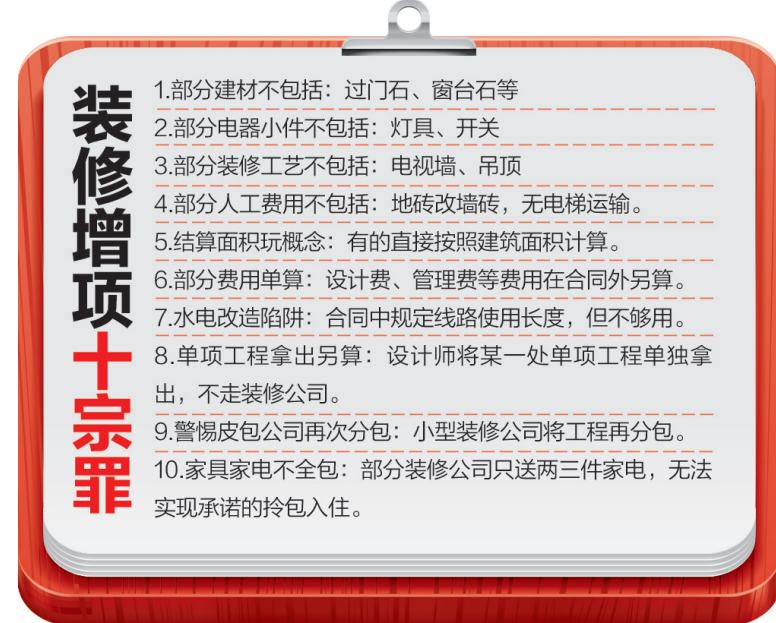 装修增项十宗罪
1.部分建材不包括：过门石、窗台石等
2.部分电器小件不包括：灯具、开关
3.部分装修工艺不包括：电视墙、吊顶
4.部分人工费用不包括：地砖改墙砖，无电梯运输。
5.结算面积玩概念：有的直接按照建筑面积计算。
6.部分费用单算：设计费、管理费等费用在合同外另算。
7.水电改造陷阱：合同中规定线路使用长度，但不够用。
8.单项工程拿出另算：设计师将某一处单项工程单独拿
出，不走装修公司。
9.警惕皮包公司再次分包：小型装修公司将工程再分包。
10.家具家电不全包：部分装修公司只送两三件家电，无法
实现承诺的拎包入住。